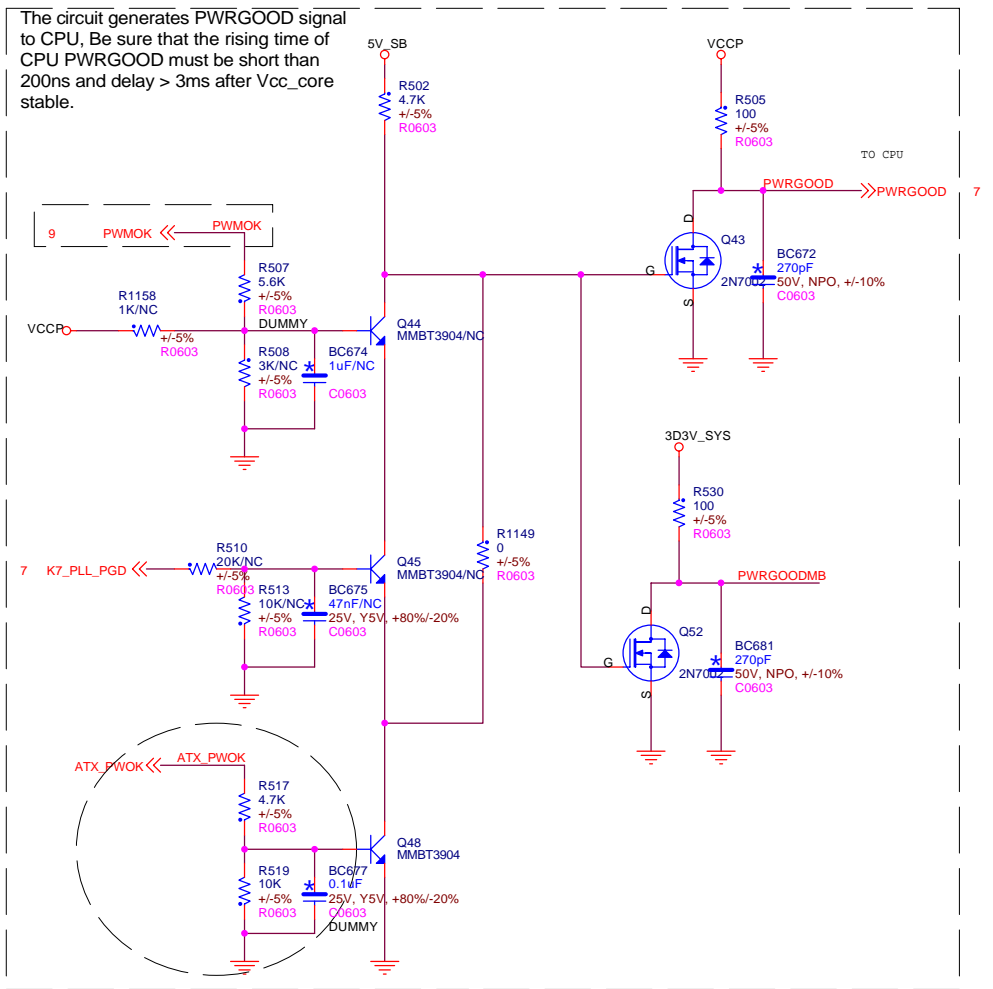 The circuit generates PWRGOOD signal
to CPU, Be sure that the rising time of
CPU PWRGOOD must be short than
200ns and delay > 3ms after Vcc_core
stable.
5V_SB
R502
4.7K
+/-5%
R0603
VCCP
R505
100
+/-5%
R0603
TO CPU
PWRGOOD
PWRGOOD 7
9 PWMOK
PWMOK
R507
5.6K
+/-5%
R0603
DUMMY
R1158
1K/NC
+/-5%
R0603
VCCP
R508
3K/NC
+/-5%
R0603
BC674
1uF/NC
C0603
Q44
MMBT3904/NC
D
G
S
Q43
2N7002
BC672
270pF
50V, NPO, +/-10%
C0603
3D3V_SYS
R530
100
+/-5%
R0603
PWRGOODMB
7 K7_PLL_PGD
R510
20K/NC
+/-5%
R0603
R513
10K/NC
+/-5%
R0603
BC675
47nF/NC
25V, Y5V, +80%/-20%
C0603
Q45
MMBT3904/NC
R1149
0
+/-5%
R0603
D
G
S
Q52
2N7002
BC681
270pF
50V, NPO, +/-10%
C0603
ATX_PWOK
ATX_PWOK
R517
4.7K
+/-5%
R0603
R519
10K
+/-5%
R0603
BC677
0.1uF
25V, Y5V, +80%/-20%
C0603
DUMMY
Q48
MMBT3904